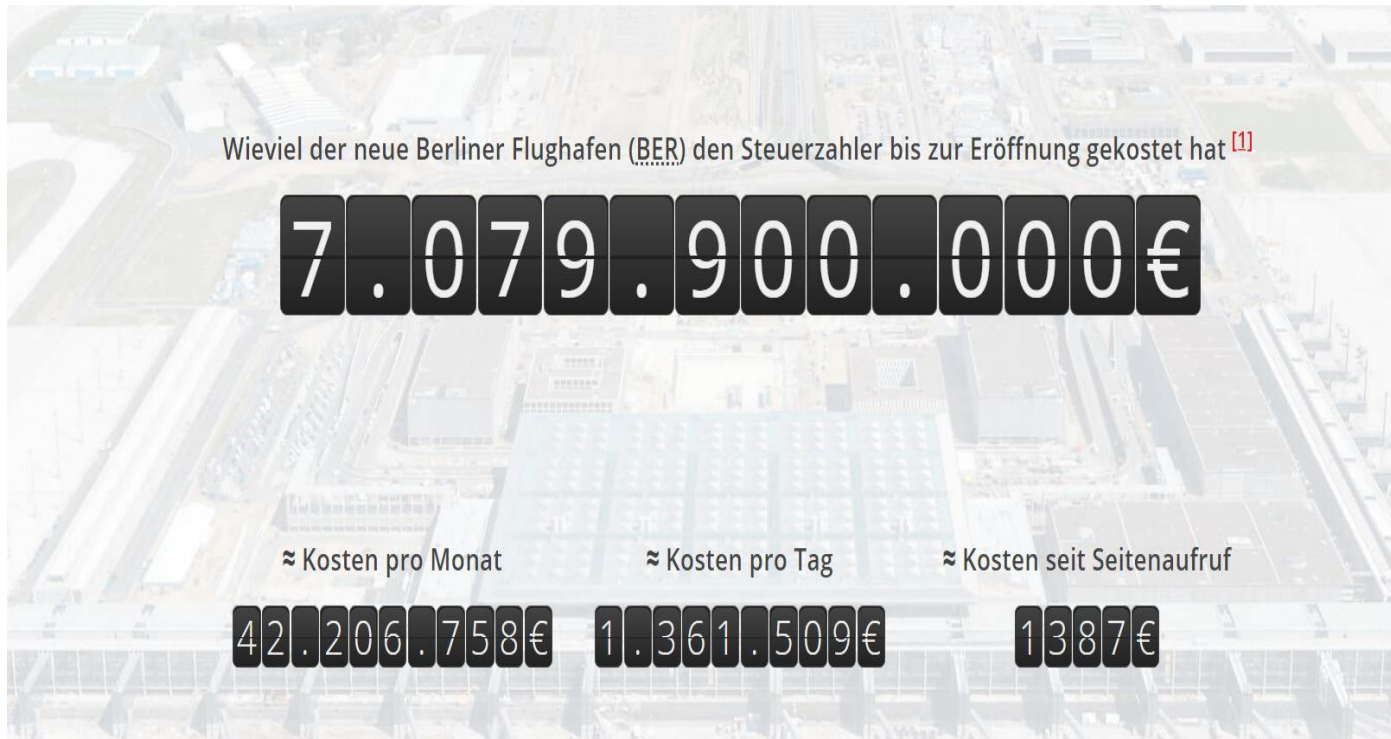 Wieviel der neue Berliner Flughafen (BER) den Steuerzahler bis zur Eröffnung gekostet hat [1]
7.079.900.000€
≈ Kosten pro Monat
≈ Kosten pro Tag
≈ Kosten seit Seitenaufruf
42.206.758€
1.361.509€
1387€